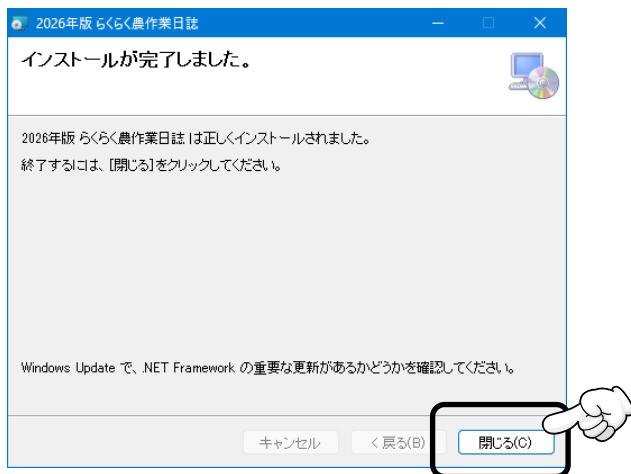 2026年版 らくらく農作業日誌
インストールが完了しました。
2026年版 らくらく農作業日誌 は正しくインストールされました。
終了するには、[閉じる]をクリックしてください。
Windows Update で、.NET Framework の重要な更新があるかどうかを確認してください。
キャンセル
< 戻る(B)
閉じる(C)